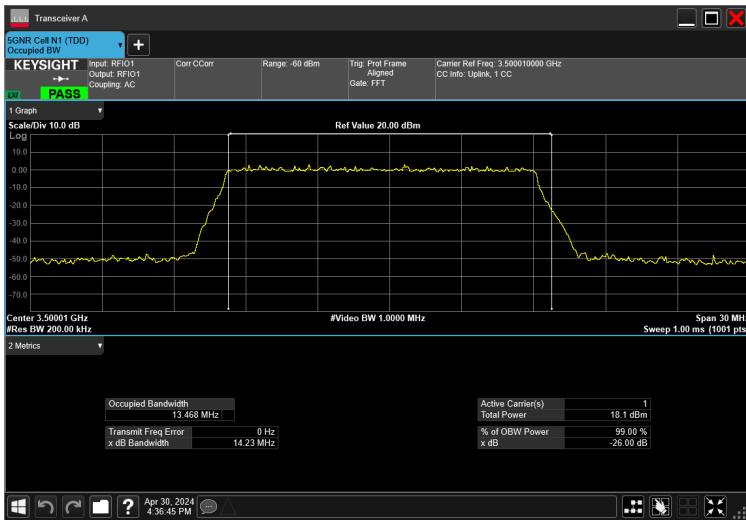 Transceiver A
5GNR Cell N1 (TDD)
Occupied BW
KEYSIGHT
LXI
PASS
Input: RFIO1
Output: RFIO1
Coupling: AC
Corr CCorr
Range: -60 dBm
Trig: Prot Frame
Aligned
Gate: FFT
Carrier Ref Freq: 3.500010000 GHz
CC Info: Uplink, 1 CC
1 Graph
Scale/Div 10.0 dB
Ref Value 20.00 dBm
Log
10.0
0.00
-10.0
-20.0
-30.0
-40.0
-50.0
-60.0
-70.0
Center 3.50001 GHz
#Video BW 1.0000 MHz
Span 30 MH
#Res BW 200.00 kHz
Sweep 1.00 ms (1001 pts
2 Metrics
Occupied Bandwidth
13.468 MHz
Transmit Freq Error 0 Hz
x dB Bandwidth 14.23 MHz
Active Carrier(s) 1
Total Power 18.1 dBm
% of OBW Power 99.00 %
x dB -26.00 dB
?
Apr 30, 2024
4:36:45 PM